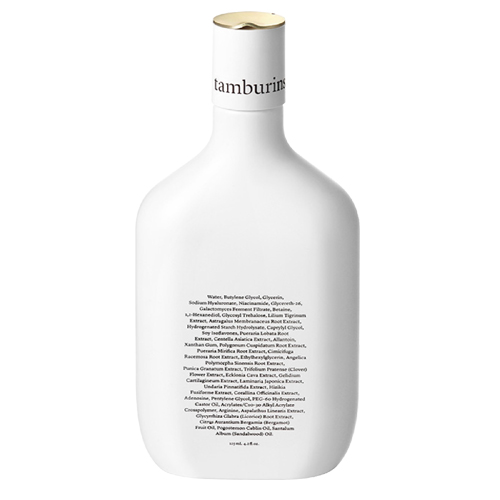 tamburins
Water, Butylene Glycol, Glycerin,
Sodium Hyaluronate, Niacinamide, Glycereth-26,
Galactomyces Ferment Filtrate, Betaine,
1,2-Hexanediol, Glycosyl Trehalose, Lilium Tigrinum
Extract, Astragalus Membranaceus Root Extract,
Hydrogenated Starch Hydrolysate, Caprylyl Glycol,
Soy Isoflavones, Pueraria Lobata Root
Extract, Centella Asiatica Extract, Allantoin,
Xanthan Gum, Polygonum Cuspidatum Root Extract,
Pueraria Mirifica Root Extract, Cimicifuga
Racemosa Root Extract, Ethylhexylglycerin, Angelica
Polymorpha Sinensis Root Extract,
Punica Granatum Extract, Trifolium Pratense (Clover)
Flower Extract, Ecklonia Cava Extract, Gelidium
Cartilagineum Extract, Laminaria Japonica Extract,
Undaria Pinnatifida Extract, Hizikia
Fusiforme Extract, Corallina Officinalis Extract,
Adenosine, Pentylene Glycol, PEG-60 Hydrogenated
Castor Oil, Acrylates/C10-30 Alkyl Acrylate
Crosspolymer, Arginine, Aspalathus Linearis Extract,
Glycyrrhiza Glabra (Licorice) Root Extract,
Citrus Aurantium Bergamia (Bergamot)
Fruit Oil, Pogostemon Cablin Oil, Santalum
Album (Sandalwood) Oil.